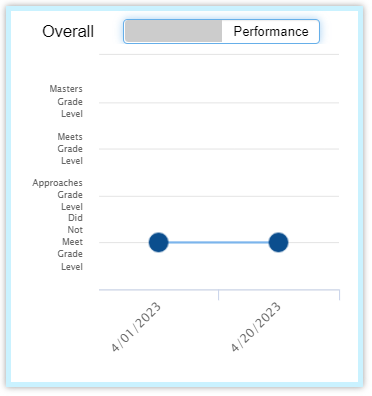 Overall
Performance
Masters
Grade
Level
Meets
Grade
Level
Approaches
Grade
Level
Did
Not
Meet
Grade
Level
4/01/2023
4/20/2023